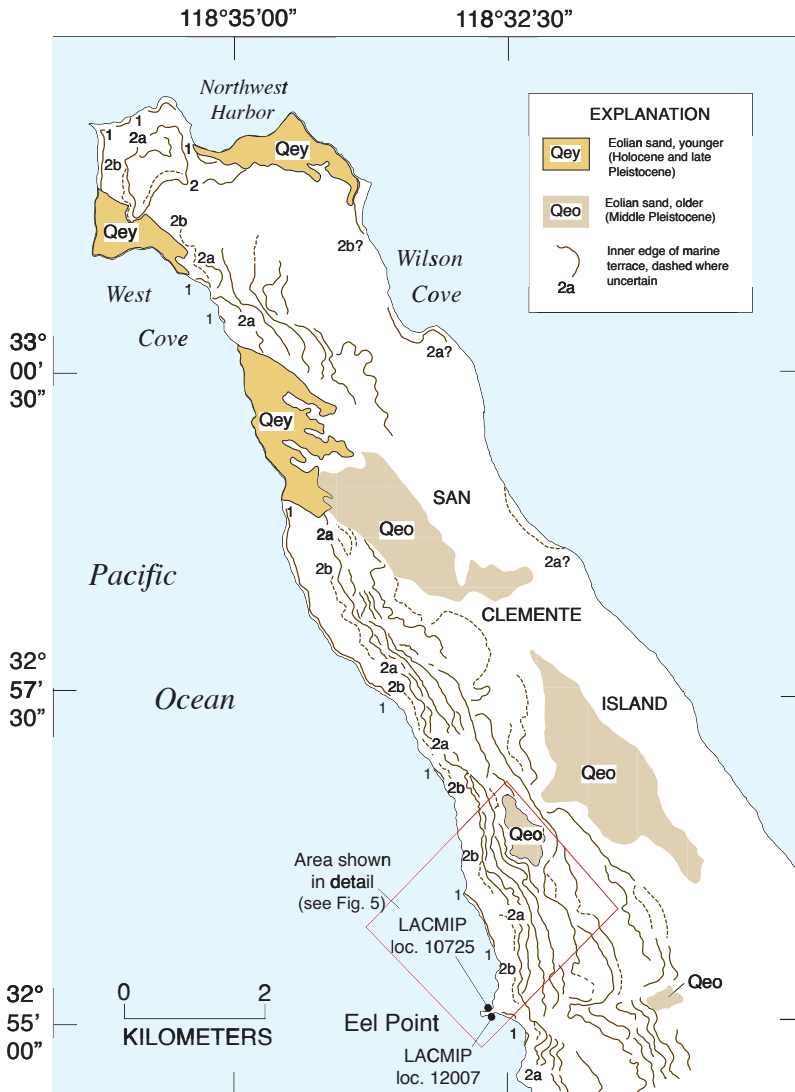 118°35’00” 118°32’30”
Northwest
Harbor
EXPLANATION
Qey
Eolian sand, younger
(Holocene and late
Pleistocene)
Qeo
Eolian sand, older
(Middle Pleistocene)
2a
Inner edge of marine
terrace, dashed where
uncertain
1
1
2a
1
2b
2
Qey
Qey
2b
2b?
2a
Wilson
Cove
West
Cove
1
1
2a
2a?
33°
00’
30”
Qey
SAN
Qeo
1
2a
2b
2a?
Pacific
CLEMENTE
32°
57’
30”
2a
2b
1
Ocean
ISLAND
2a
1
2b
Qeo
Qeo
2b
Area shown
in detail
(see Fig. 5)
1
2a
LACMIP
loc. 10725
1
2b
Qeo
32°
55’
00”
0 2
KILOMETERS
Eel Point
1
LACMIP
loc. 12007
2a